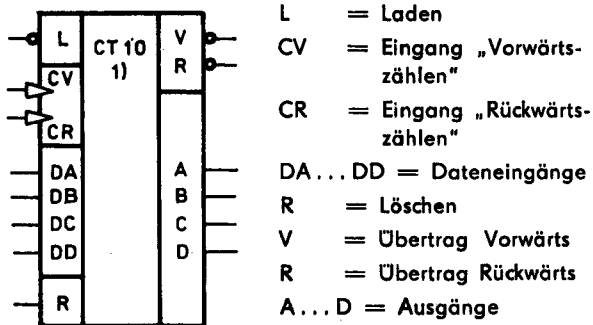 L
CV
CR
DA
DB
DC
DD
R
CT 10
1)
V
R
A
B
C
D
L = Laden
CV = Eingang „Vorwärts-
zählen“
CR = Eingang „Rückwärts-
zählen“
DA...DD = Dateneingänge
R = Löschen
V = Übertrag Vorwärts
R = Übertrag Rückwärts
A...D = Ausgänge